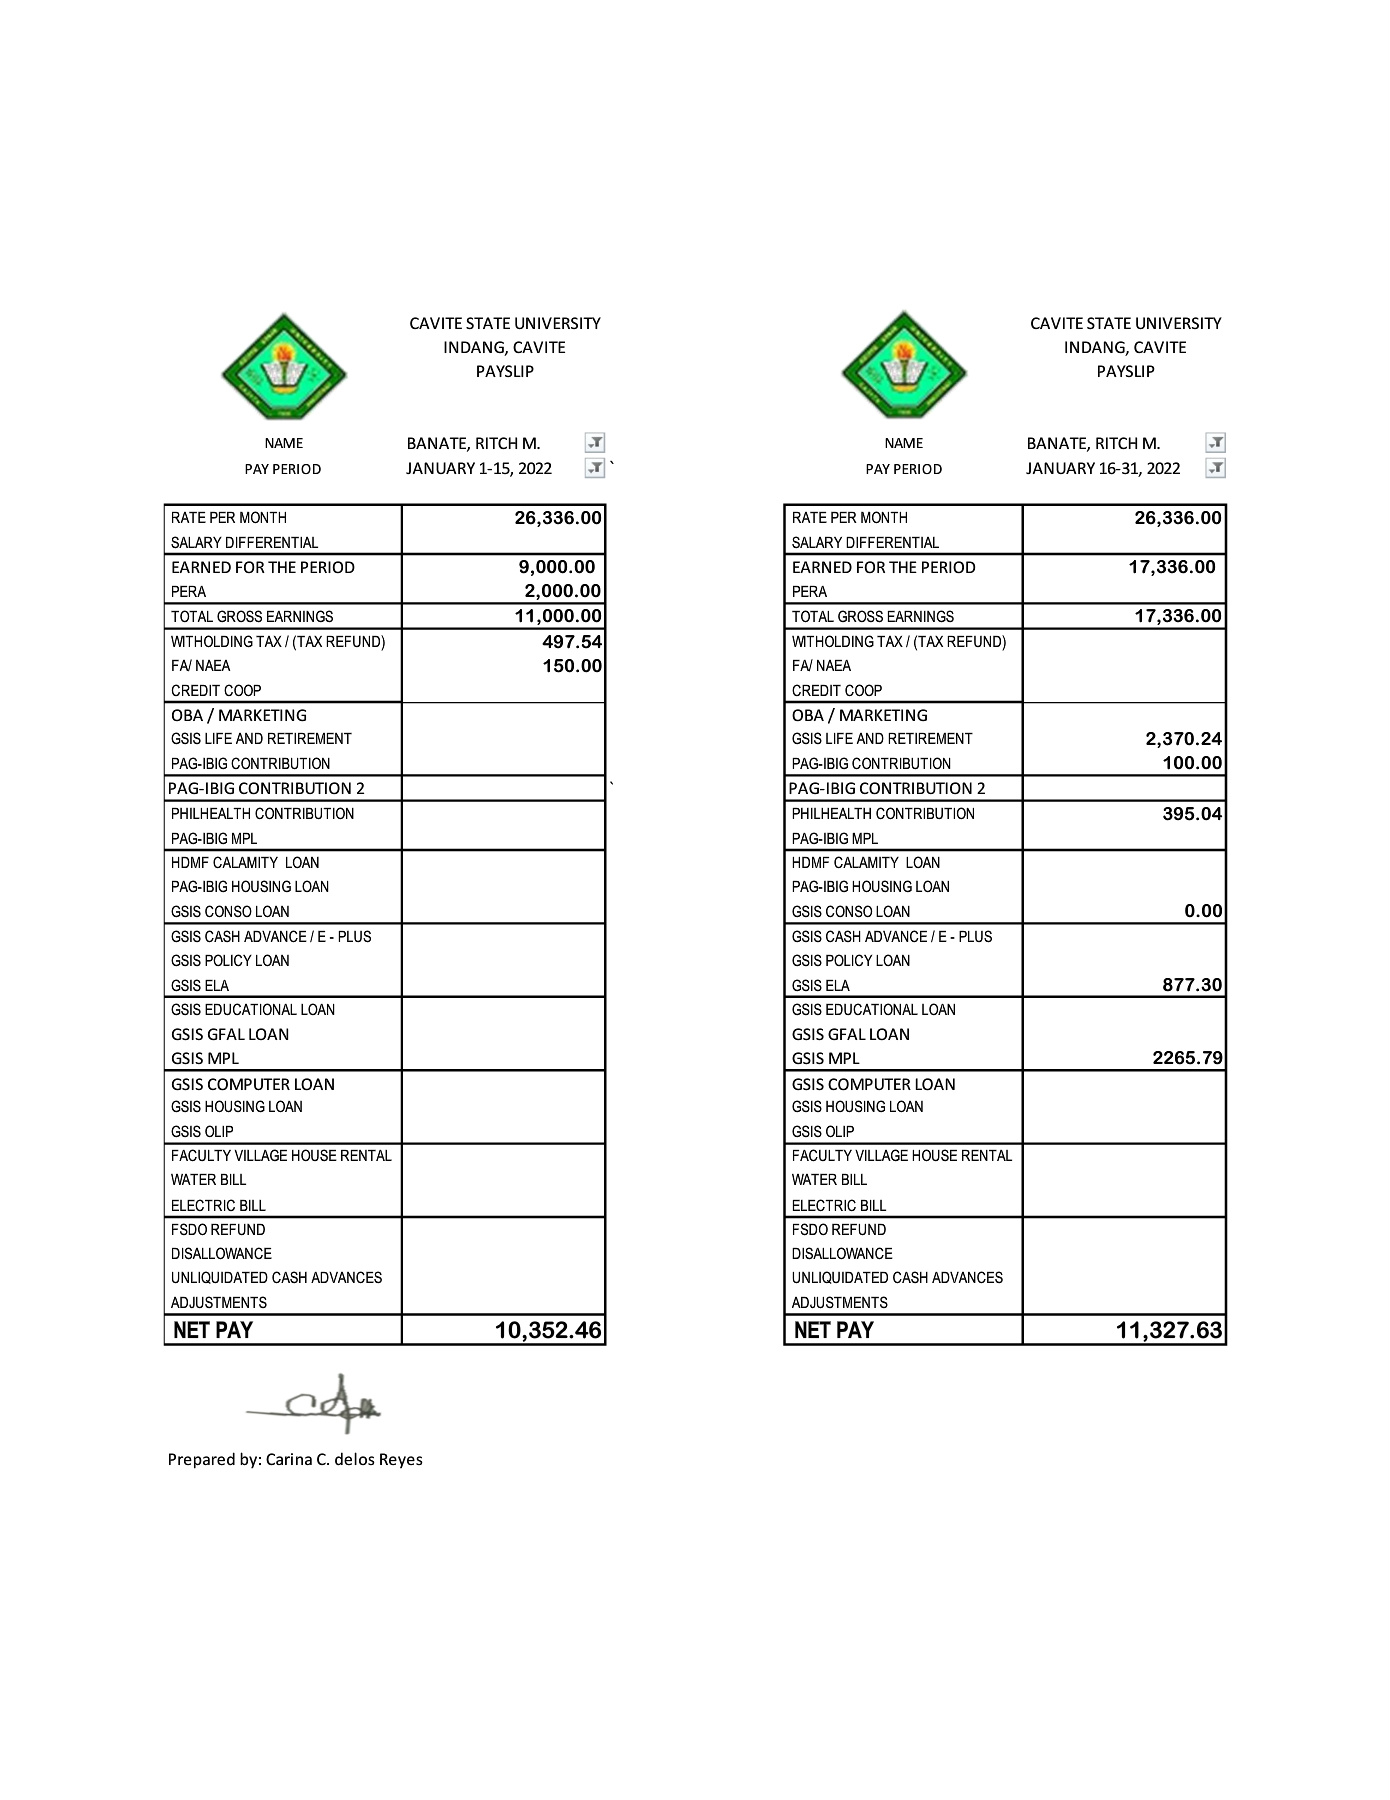 CAVITE STATE UNIVERSITY
INDANG, CAVITE
PAYSLIP
NAME BANATE, RITCH M.
PAY PERIOD JANUARY 1-15, 2022 `
RATE PER MONTH 26,336.00
SALARY DIFFERENTIAL
EARNED FOR THE PERIOD 9,000.00
PERA 2,000.00
TOTAL GROSS EARNINGS 11,000.00
WITHOLDING TAX / (TAX REFUND) 497.54
FA/ NAEA 150.00
CREDIT COOP
OBA / MARKETING
GSIS LIFE AND RETIREMENT
PAG-IBIG CONTRIBUTION
PAG-IBIG CONTRIBUTION 2 `
PHILHEALTH CONTRIBUTION
PAG-IBIG MPL
HDMF CALAMITY LOAN
PAG-IBIG HOUSING LOAN
GSIS CONSO LOAN
GSIS CASH ADVANCE / E - PLUS
GSIS POLICY LOAN
GSIS ELA
GSIS EDUCATIONAL LOAN
GSIS GFAL LOAN
GSIS MPL
GSIS COMPUTER LOAN
GSIS HOUSING LOAN
GSIS OLIP
FACULTY VILLAGE HOUSE RENTAL
WATER BILL
ELECTRIC BILL
FSDO REFUND
DISALLOWANCE
UNLIQUIDATED CASH ADVANCES
ADJUSTMENTS
NET PAY 10,352.46
Prepared by: Carina C. delos Reyes
CAVITE STATE UNIVERSITY
INDANG, CAVITE
PAYSLIP
NAME BANATE, RITCH M.
PAY PERIOD JANUARY 16-31, 2022
RATE PER MONTH 26,336.00
SALARY DIFFERENTIAL
EARNED FOR THE PERIOD 17,336.00
PERA
TOTAL GROSS EARNINGS 17,336.00
WITHOLDING TAX / (TAX REFUND)
FA/ NAEA
CREDIT COOP
OBA / MARKETING
GSIS LIFE AND RETIREMENT 2,370.24
PAG-IBIG CONTRIBUTION 100.00
PAG-IBIG CONTRIBUTION 2
PHILHEALTH CONTRIBUTION 395.04
PAG-IBIG MPL
HDMF CALAMITY LOAN
PAG-IBIG HOUSING LOAN
GSIS CONSO LOAN 0.00
GSIS CASH ADVANCE / E - PLUS
GSIS POLICY LOAN
GSIS ELA 877.30
GSIS EDUCATIONAL LOAN
GSIS GFAL LOAN
GSIS MPL 2265.79
GSIS COMPUTER LOAN
GSIS HOUSING LOAN
GSIS OLIP
FACULTY VILLAGE HOUSE RENTAL
WATER BILL
ELECTRIC BILL
FSDO REFUND
DISALLOWANCE
UNLIQUIDATED CASH ADVANCES
ADJUSTMENTS
NET PAY 11,327.63